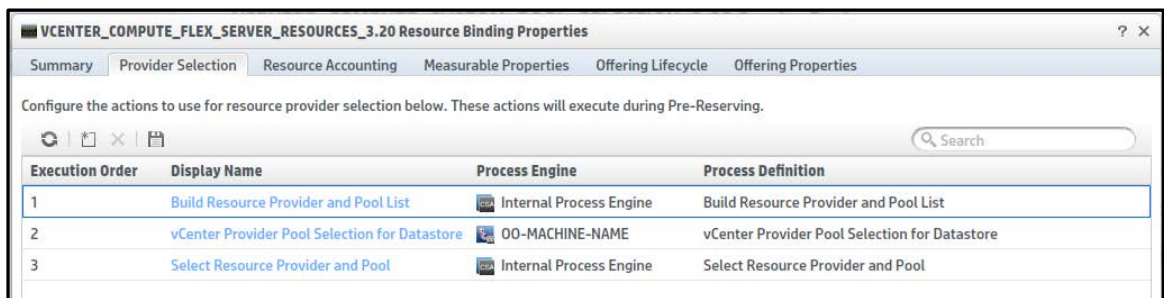 VCENTER_COMPUTE_FLEX_SERVER_RESOURCES_3.20 Resource Binding Properties ? ×
Summary Provider Selection Resource Accounting Measurable Properties Offering Lifecycle Offering Properties
Configure the actions to use for resource provider selection below. These actions will execute during Pre-Reserving.
Search
Execution Order Display Name Process Engine Process Definition
1 Build Resource Provider and Pool List CSA Internal Process Engine Build Resource Provider and Pool List
2 vCenter Provider Pool Selection for Datastore OO-MACHINE-NAME vCenter Provider Pool Selection for Datastore
3 Select Resource Provider and Pool CSA Internal Process Engine Select Resource Provider and Pool